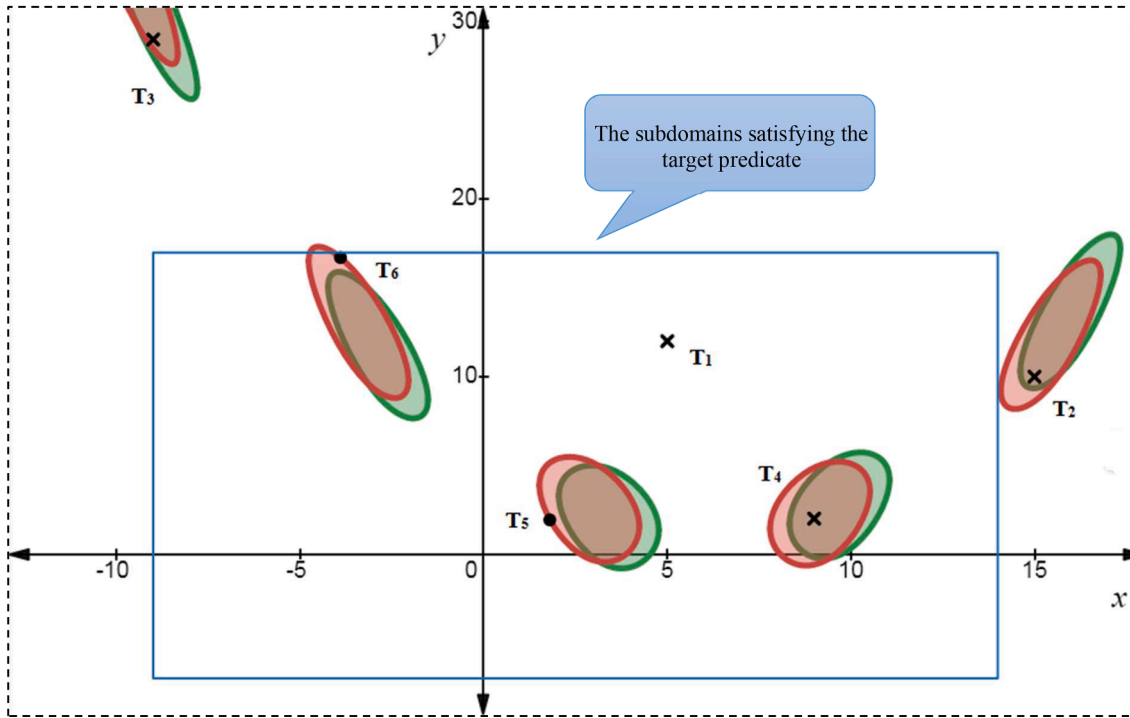 30
y
T3
The subdomains satisfying the
target predicate
20
T6
T1
10
T2
T4
T5
-10
-5
0
5
10
15
x